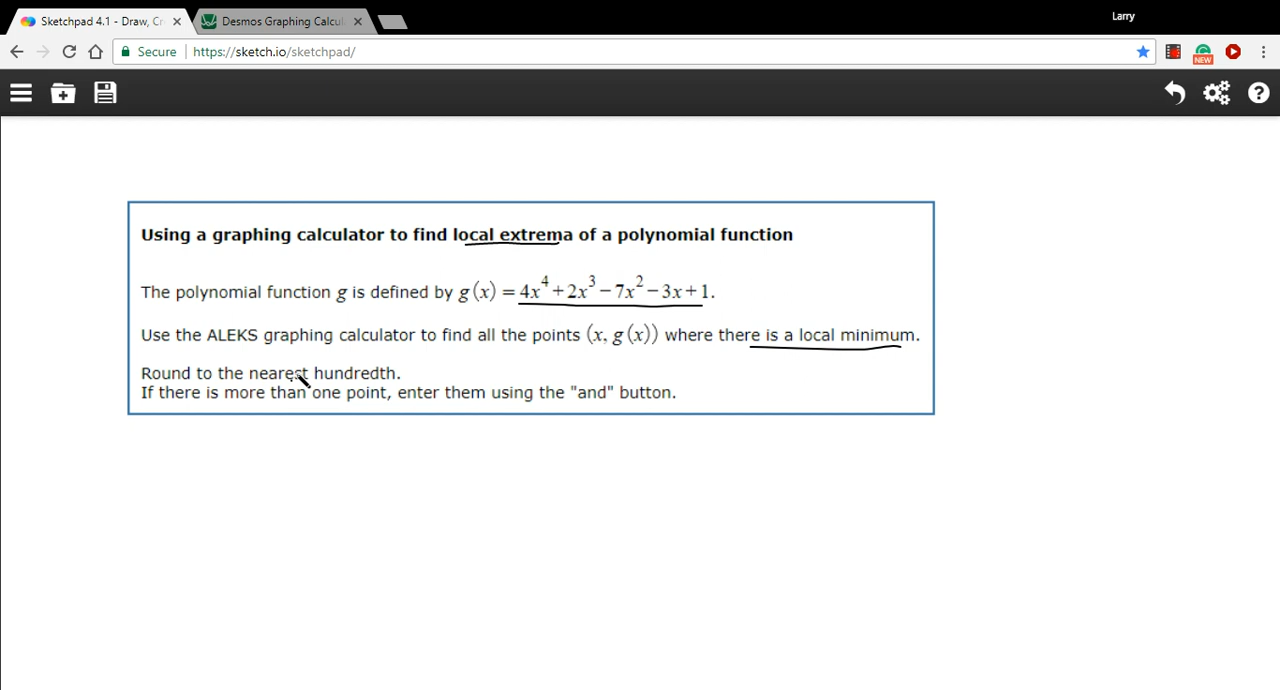 Larry
Sketchpad 4.1 - Draw, Cr
Desmos Graphing Calcul
Secure https://sketch.io/sketchpad/
NEW
Using a graphing calculator to find local extrema of a polynomial function
The polynomial function g is defined by g(x) = 4x⁴+2x³−7x²−3x+1.
Use the ALEKS graphing calculator to find all the points (x, g(x)) where there is a local minimum.
Round to the nearest hundredth.
If there is more than one point, enter them using the "and" button.